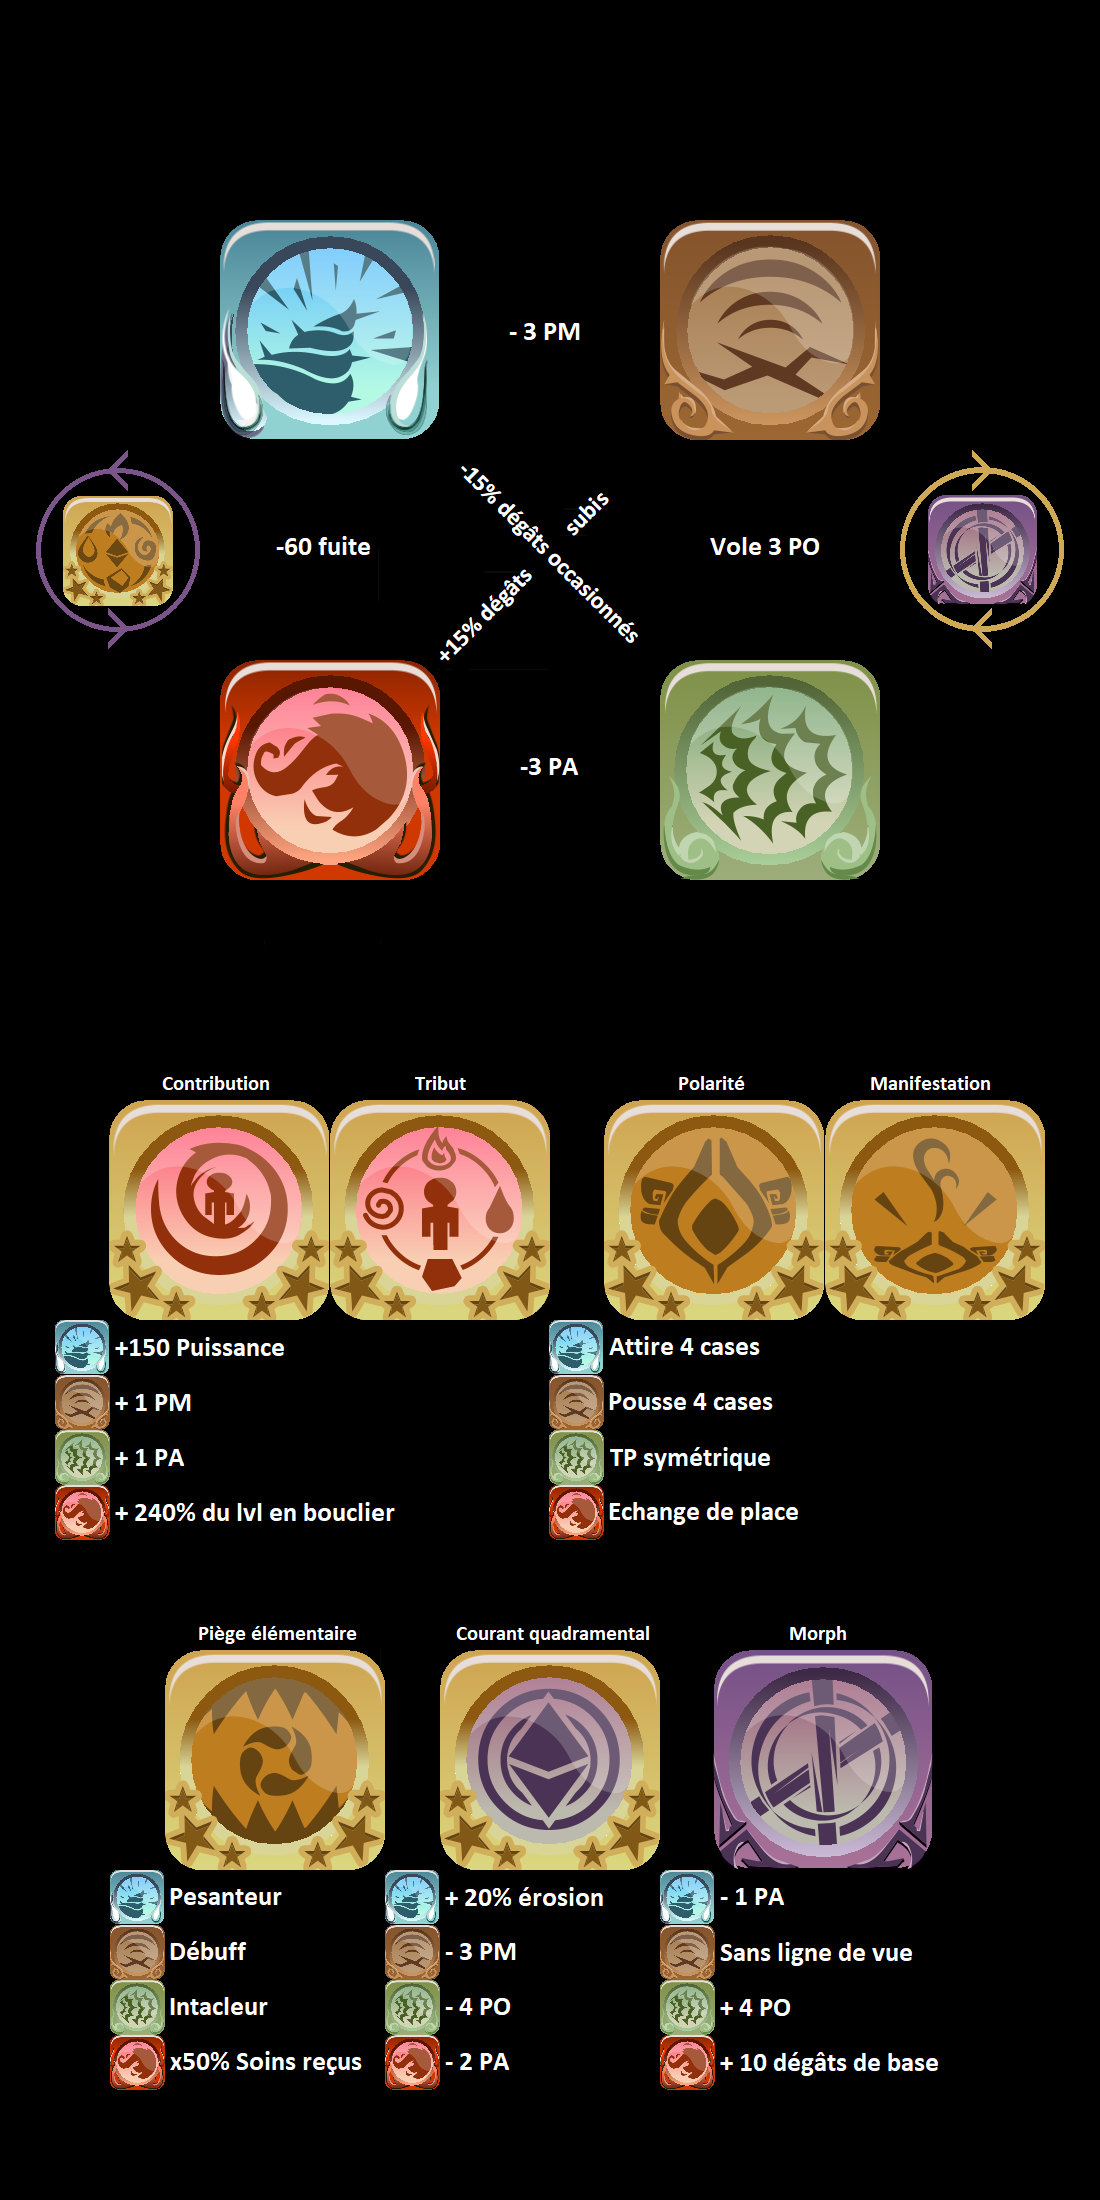 - 3 PM
-15% dégâts occasionnés
+15% dégâts subis
-60 fuite
Vole 3 PO
-3 PA
Contribution
Tribut
Polarité
Manifestation
+150 Puissance
+ 1 PM
+ 1 PA
+ 240% du lvl en bouclier
Attire 4 cases
Pousse 4 cases
TP symétrique
Echange de place
Piège élémentaire
Courant quadramental
Morph
Pesanteur
Débuff
Intacleur
x50% Soins reçus
+ 20% érosion
- 3 PM
- 4 PO
- 2 PA
- 1 PA
Sans ligne de vue
+ 4 PO
+ 10 dégâts de base